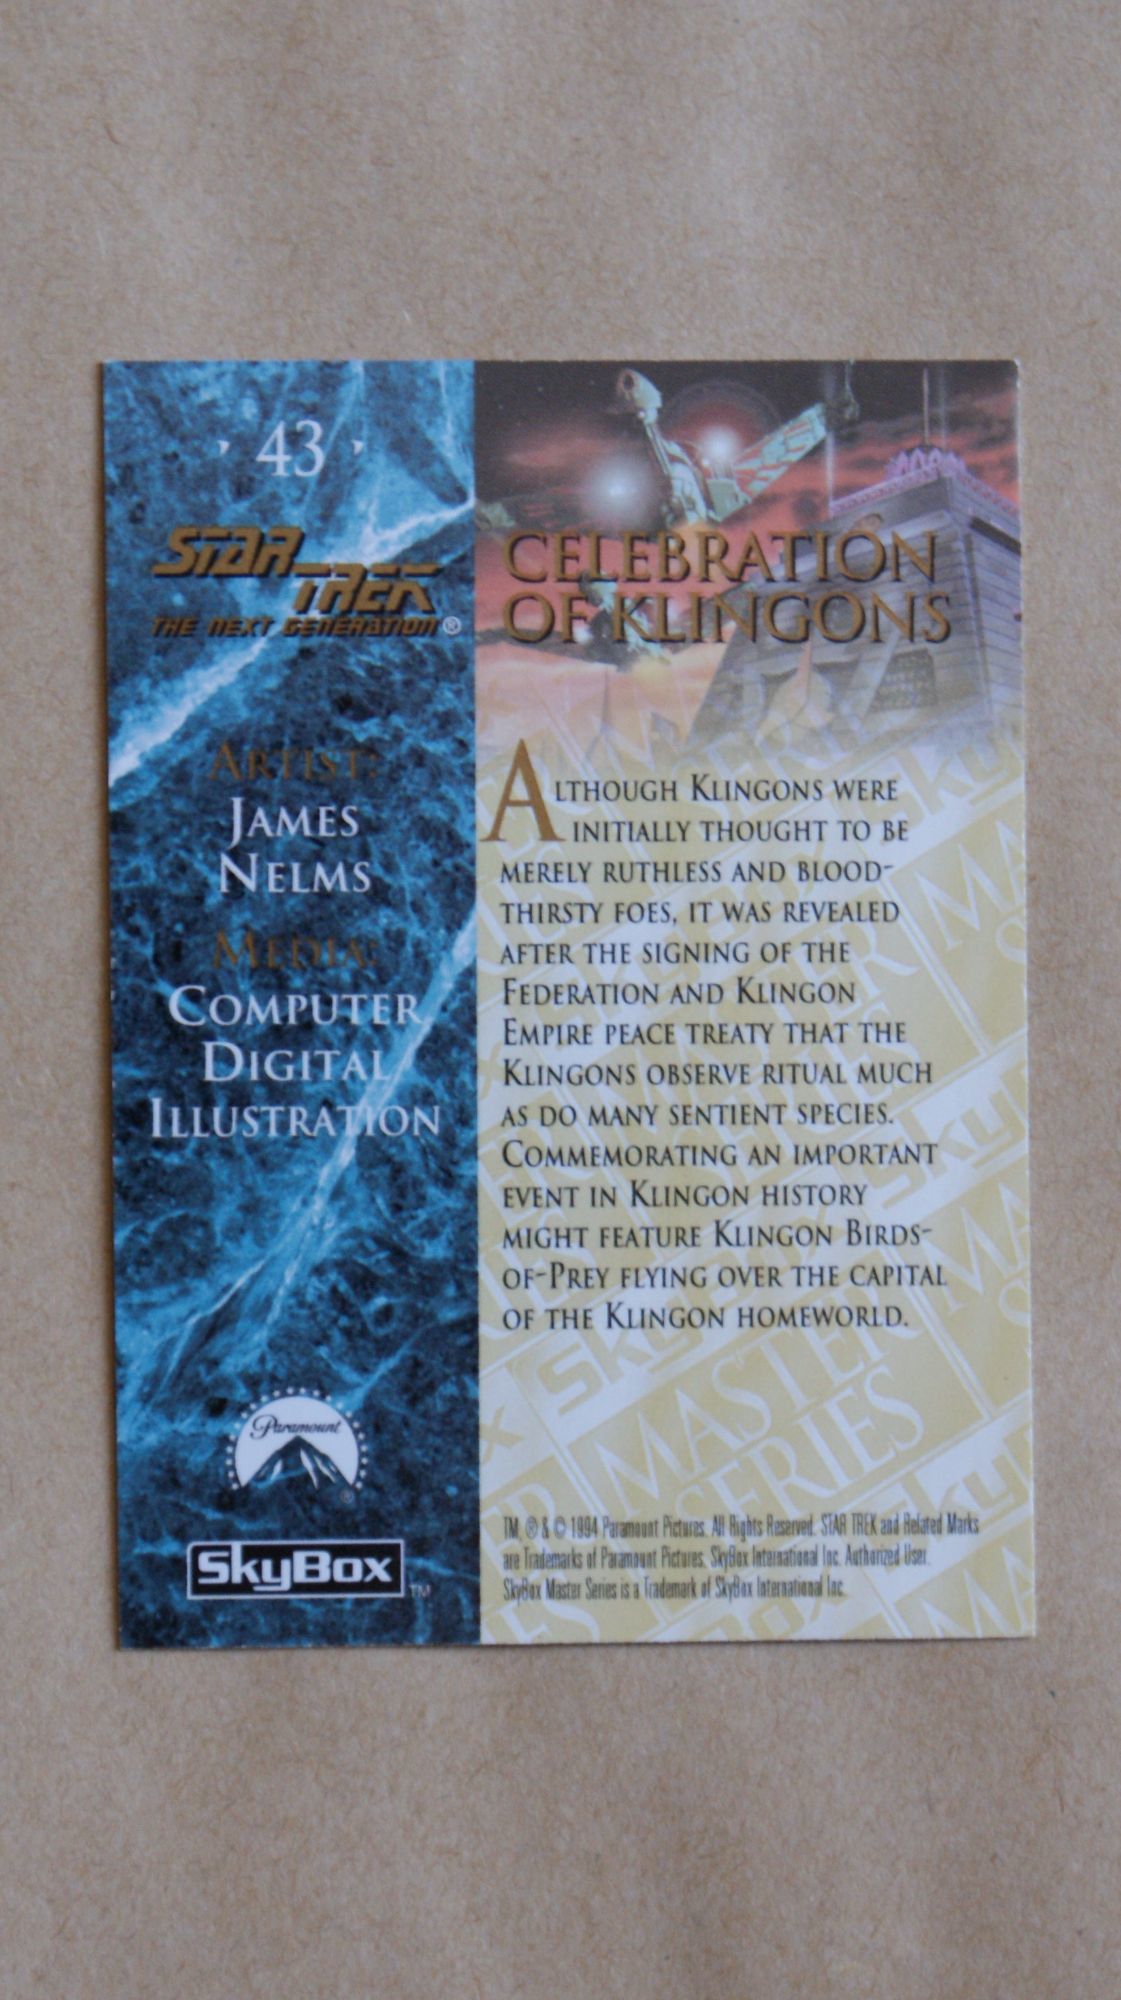 43
STAR
TREK
THE NEXT GENERATION®
ARTIST:
JAMES
NELMS
MEDIA:
COMPUTER
DIGITAL
ILLUSTRATION
Paramount
®
SkyBox TM
CELEBRATION
OF KLINGONS
ALTHOUGH KLINGONS WERE
INITIALLY THOUGHT TO BE
MERELY RUTHLESS AND BLOOD-
THIRSTY FOES, IT WAS REVEALED
AFTER THE SIGNING OF THE
FEDERATION AND KLINGON
EMPIRE PEACE TREATY THAT THE
KLINGONS OBSERVE RITUAL MUCH
AS DO MANY SENTIENT SPECIES.
COMMEMORATING AN IMPORTANT
EVENT IN KLINGON HISTORY
MIGHT FEATURE KLINGON BIRDS-
OF-PREY FLYING OVER THE CAPITAL
OF THE KLINGON HOMEWORLD.
SkyBox
MASTER
SERIES
TM, ® & © 1994 Paramount Pictures. All Rights Reserved. STAR TREK and Related Marks
are Trademarks of Paramount Pictures. SkyBox International Inc. Authorized User.
SkyBox Master Series is a Trademark of SkyBox International Inc.